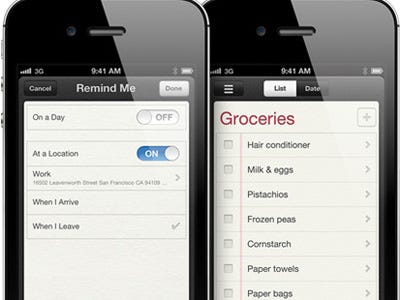 3G 9:41 AM
Cancel Remind Me Done
On a Day OFF
At a Location ON
Work
16502 Leavenworth Street San Francisco CA 94109 ...
When I Arrive
When I Leave
3G 9:41 AM
List Date
Groceries
Hair conditioner
Milk & eggs
Pistachios
Frozen peas
Cornstarch
Paper towels
Paper bags